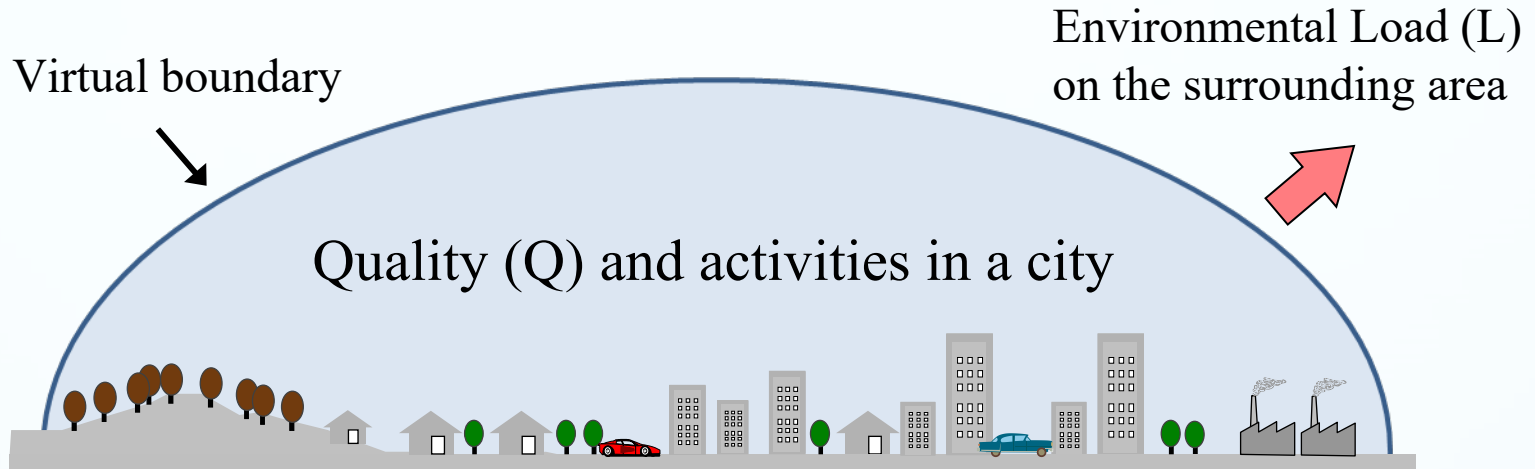 Virtual boundary
Environmental Load (L)
on the surrounding area
Quality (Q) and activities in a city